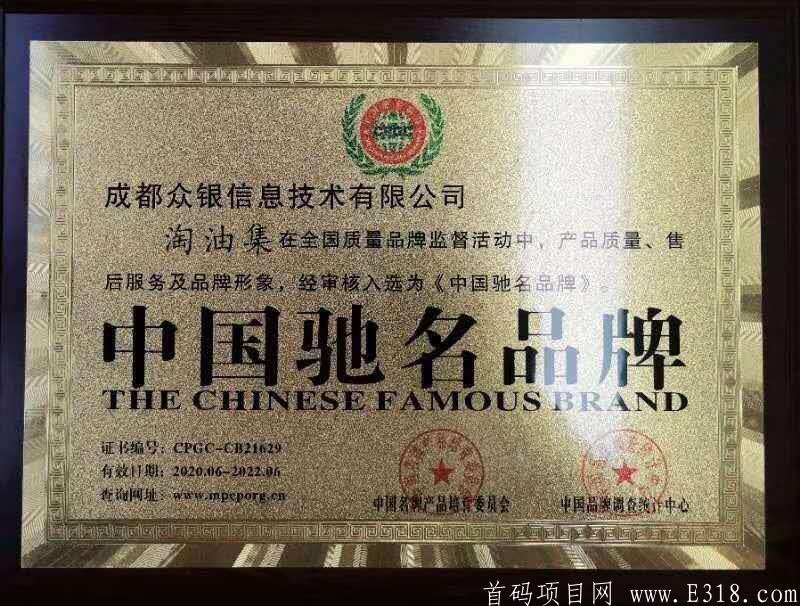 CPGC
成都众银信息技术有限公司
淘油集在全国质量品牌监督活动中，产品质量、售
后服务及品牌形象，经审核入选为《中国驰名品牌》。
中国驰名品牌
THE CHINESE FAMOUS BRAND
证书编号：CPGC-CB21629
有效日期：2020.06-2022.06
查询网址：www.mpcporg.cn
中国名牌产品培育委员会
中国品牌调查统计中心
首码项目网 www.E318.com